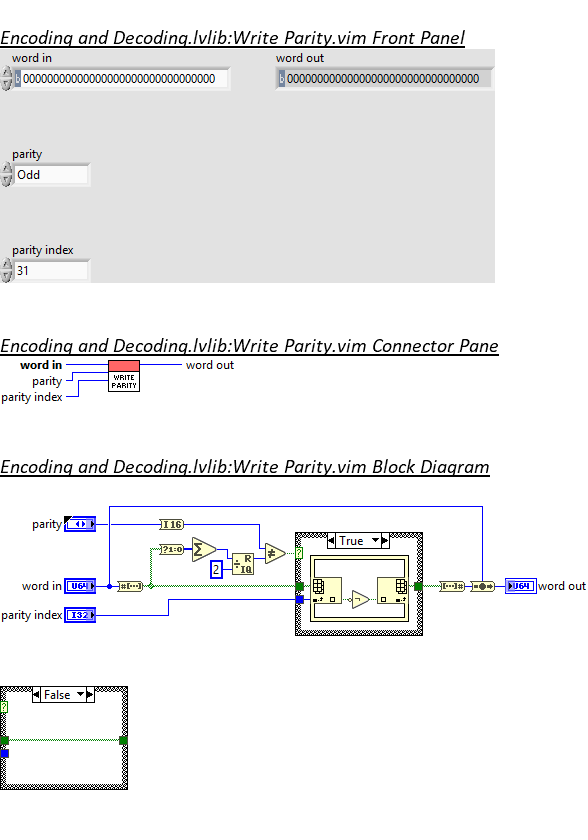 Encoding and Decoding.lvlib:Write Parity.vim Front Panel
word in
word out
b 00000000000000000000000000000000
b 00000000000000000000000000000000
parity
Odd
parity index
31
Encoding and Decoding.lvlib:Write Parity.vim Connector Pane
word in
word out
parity
parity index
WRITE
PARITY
Encoding and Decoding.lvlib:Write Parity.vim Block Diagram
parity
I16
True
?1:0
Σ
R
IQ
÷
≠
?
2
word in
U64
#[...]
[...]#
U64
word out
parity index
I32
False
?